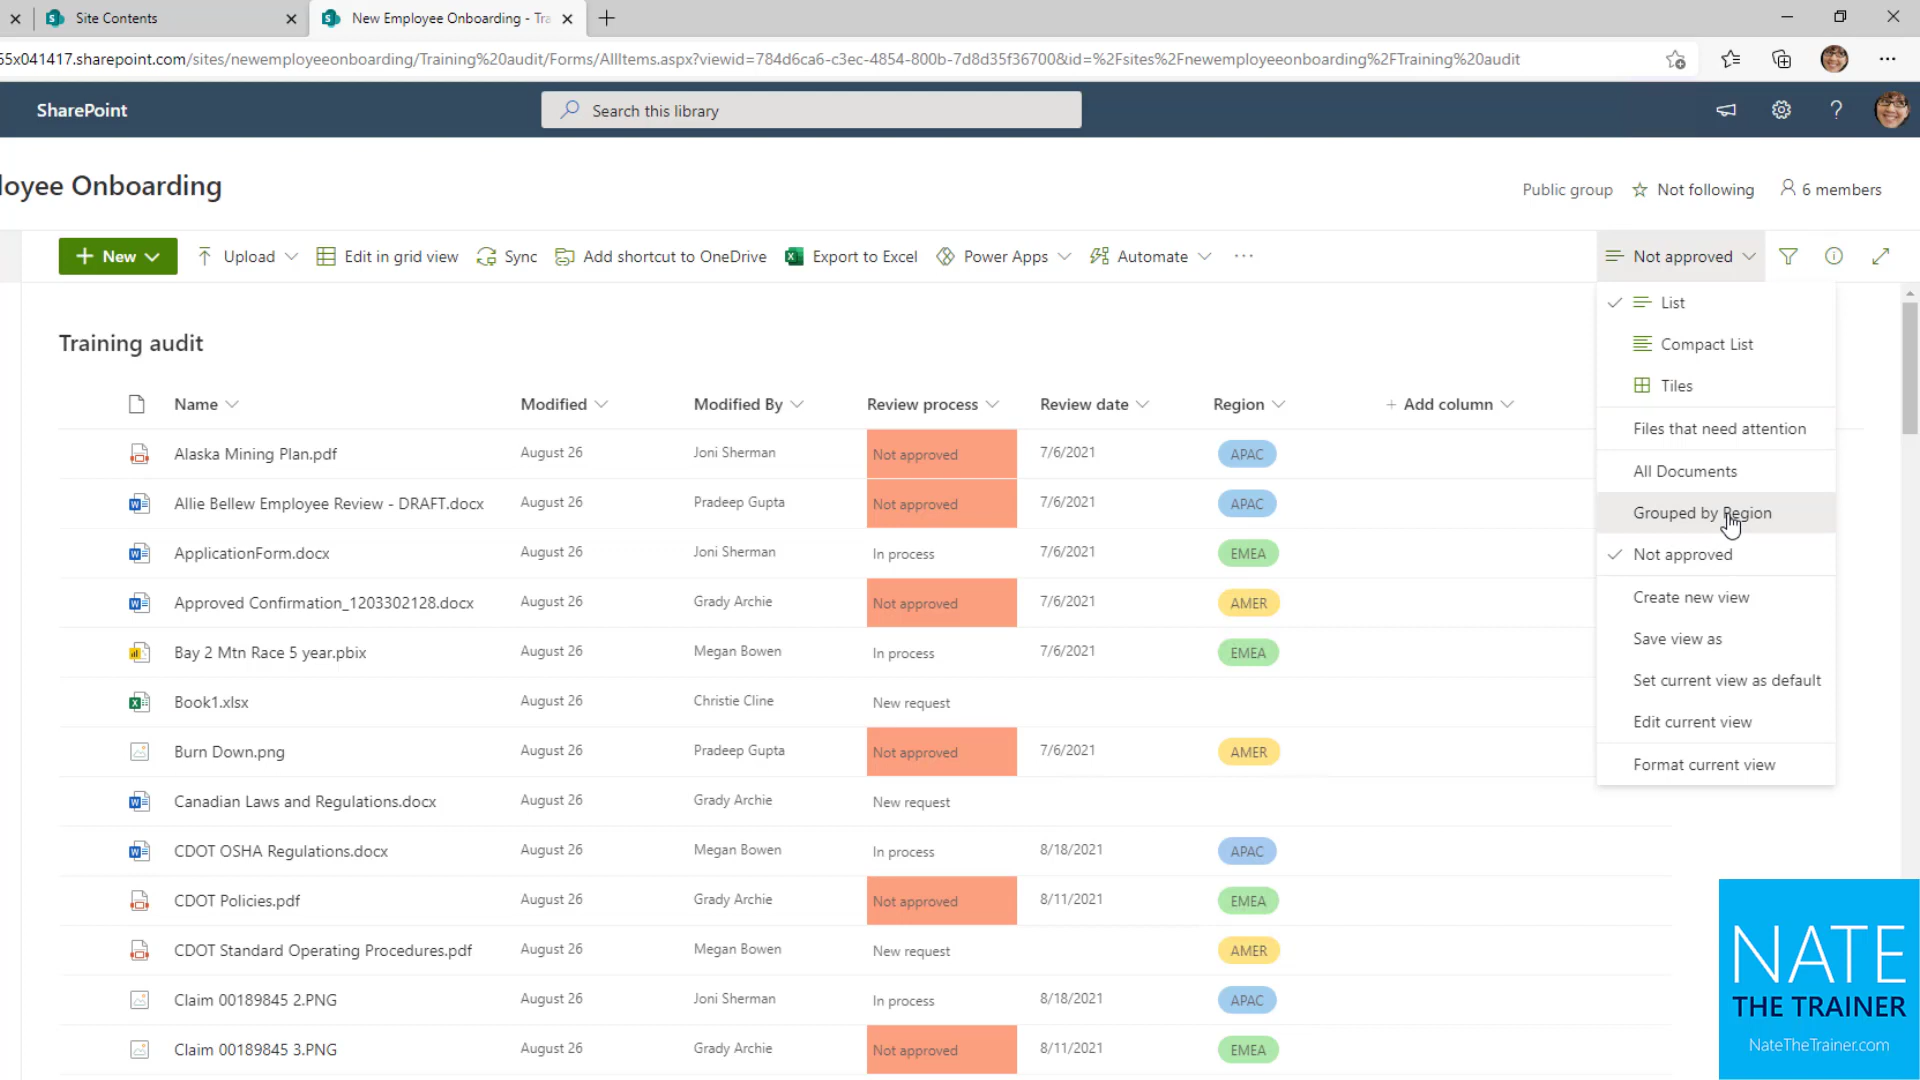 Site Contents
New Employee Onboarding - Tra
55x041417.sharepoint.com/sites/newemployeeonboarding/Training%20audit/Forms/AllItems.aspx?viewid=784d6ca6-c3ec-4854-800b-7d8d35f36700&id=%2Fsites%2Fnewemployeeonboarding%2FTraining%20audit
SharePoint
Search this library
loyee Onboarding
Public group Not following 6 members
New Upload Edit in grid view Sync Add shortcut to OneDrive Export to Excel Power Apps Automate ... Not approved
Training audit
Name Modified Modified By Review process Review date Region + Add column
Alaska Mining Plan.pdf August 26 Joni Sherman Not approved 7/6/2021 APAC
Allie Bellew Employee Review - DRAFT.docx August 26 Pradeep Gupta Not approved 7/6/2021 APAC
ApplicationForm.docx August 26 Joni Sherman In process 7/6/2021 EMEA
Approved Confirmation_1203302128.docx August 26 Grady Archie Not approved 7/6/2021 AMER
Bay 2 Mtn Race 5 year.pbix August 26 Megan Bowen In process 7/6/2021 EMEA
Book1.xlsx August 26 Christie Cline New request
Burn Down.png August 26 Pradeep Gupta Not approved 7/6/2021 AMER
Canadian Laws and Regulations.docx August 26 Grady Archie New request
CDOT OSHA Regulations.docx August 26 Megan Bowen In process 8/18/2021 APAC
CDOT Policies.pdf August 26 Grady Archie Not approved 8/11/2021 EMEA
CDOT Standard Operating Procedures.pdf August 26 Megan Bowen New request AMER
Claim 00189845 2.PNG August 26 Joni Sherman In process 8/18/2021 APAC
Claim 00189845 3.PNG August 26 Grady Archie Not approved 8/11/2021 EMEA
List
Compact List
Tiles
Files that need attention
All Documents
Grouped by Region
Not approved
Create new view
Save view as
Set current view as default
Edit current view
Format current view
NATE
THE TRAINER
NateTheTrainer.com